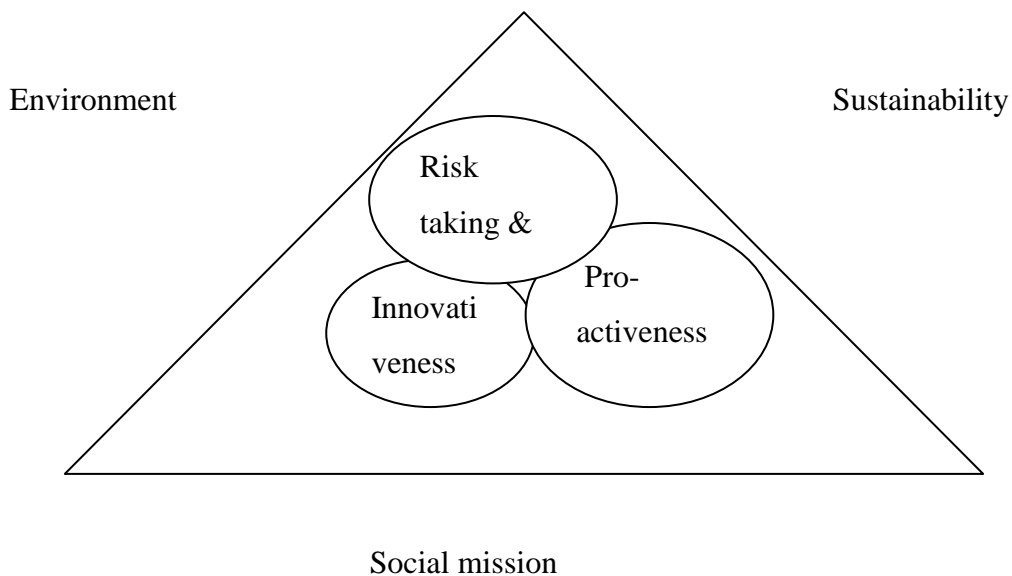 Environment
Sustainability
Risk
taking &
Pro-
activeness
Innovati
veness
Social mission